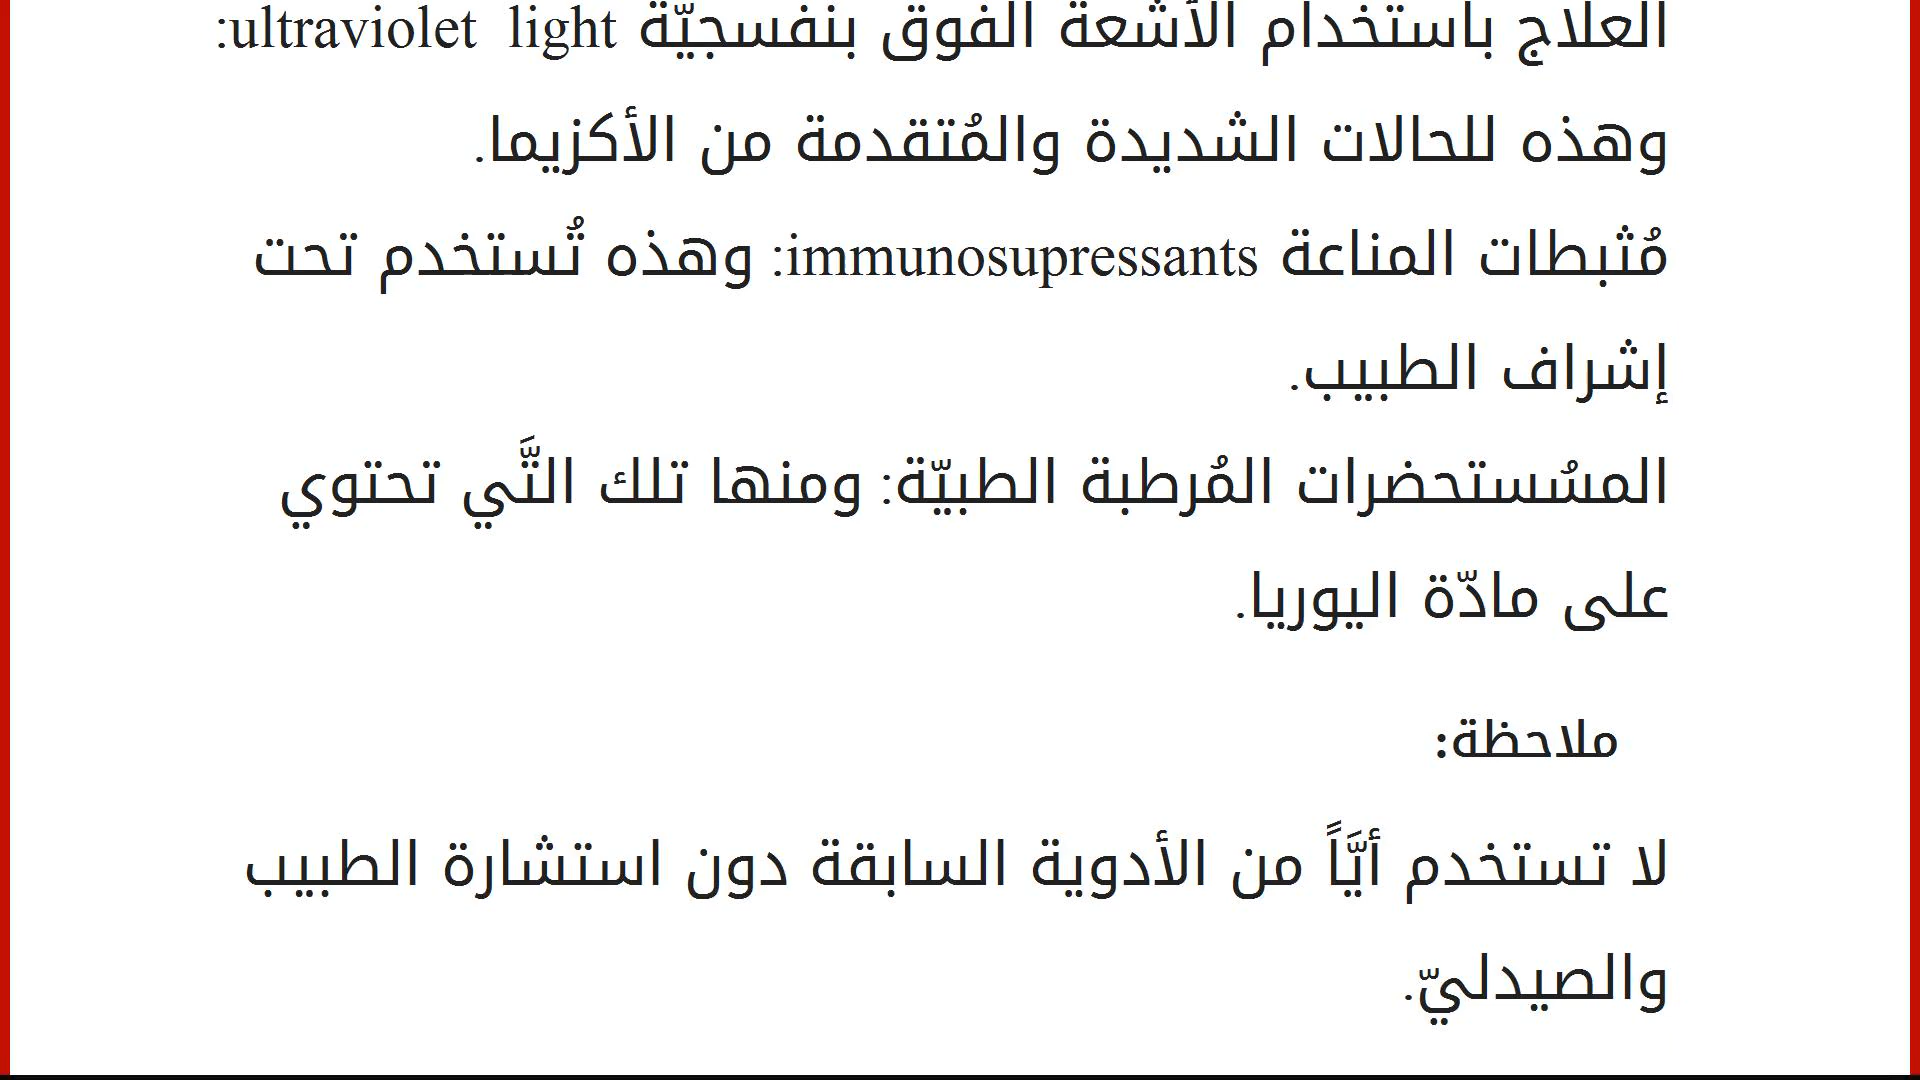 العلاج باستخدام الأشعة الفوق بنفسجيّة ultraviolet light:
وهذه للحالات الشديدة والمُتقدمة من الأكزيما.
مُثبطات المناعة immunosupressants: وهذه تُستخدم تحت
إشراف الطبيب.
المسُستحضرات المُرطبة الطبيّة: ومنها تلك التَّي تحتوي
على مادّة اليوريا.
ملاحظة:
لا تستخدم أيَّاً من الأدوية السابقة دون استشارة الطبيب
والصيدليّ.